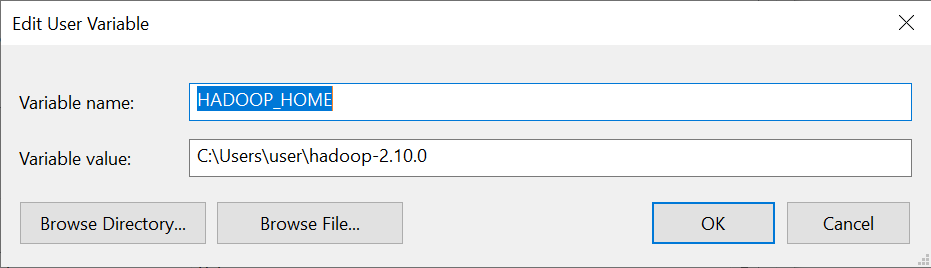 Edit User Variable
Variable name:
HADOOP_HOME
Variable value:
C:\Users\user\hadoop-2.10.0
Browse Directory...
Browse File...
OK
Cancel